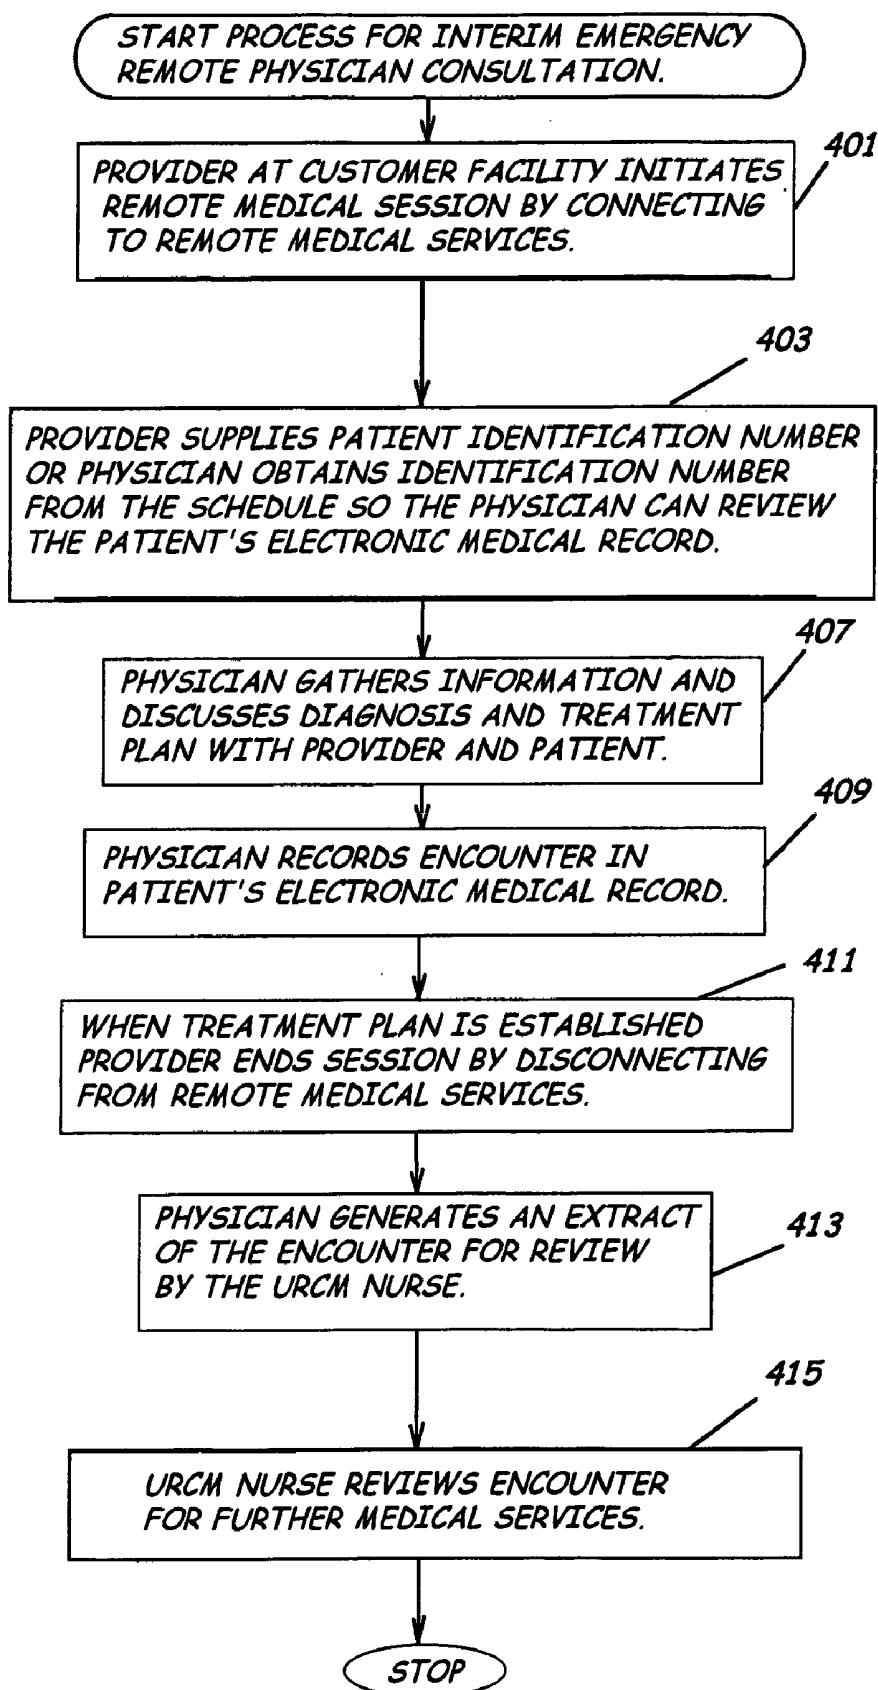 START PROCESS FOR INTERIM EMERGENCY
REMOTE PHYSICIAN CONSULTATION.
401
PROVIDER AT CUSTOMER FACILITY INITIATES
REMOTE MEDICAL SESSION BY CONNECTING
TO REMOTE MEDICAL SERVICES.
403
PROVIDER SUPPLIES PATIENT IDENTIFICATION NUMBER
OR PHYSICIAN OBTAINS IDENTIFICATION NUMBER
FROM THE SCHEDULE SO THE PHYSICIAN CAN REVIEW
THE PATIENT'S ELECTRONIC MEDICAL RECORD.
407
PHYSICIAN GATHERS INFORMATION AND
DISCUSSES DIAGNOSIS AND TREATMENT
PLAN WITH PROVIDER AND PATIENT.
409
PHYSICIAN RECORDS ENCOUNTER IN
PATIENT'S ELECTRONIC MEDICAL RECORD.
411
WHEN TREATMENT PLAN IS ESTABLISHED
PROVIDER ENDS SESSION BY DISCONNECTING
FROM REMOTE MEDICAL SERVICES.
413
PHYSICIAN GENERATES AN EXTRACT
OF THE ENCOUNTER FOR REVIEW
BY THE URCM NURSE.
415
URCM NURSE REVIEWS ENCOUNTER
FOR FURTHER MEDICAL SERVICES.
STOP